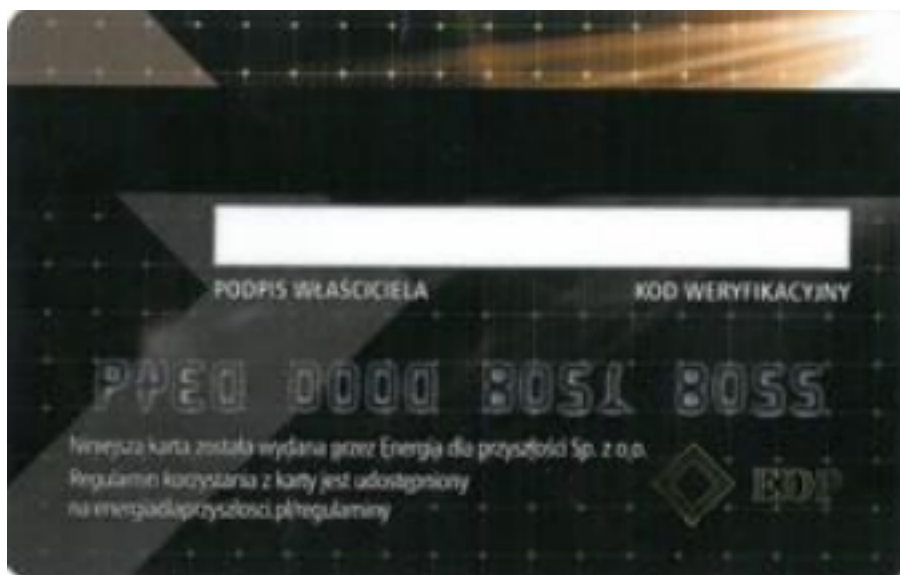 PODPIS WŁAŚCICIELA KOD WERYFIKACYJNY
Niniejsza karta została wydana przez Energia dla przyszłości Sp. z o.o.
Regulamin korzystania z karty jest udostępniony
na energiadlaprzyszlosci.pl/regulaminy
EOP